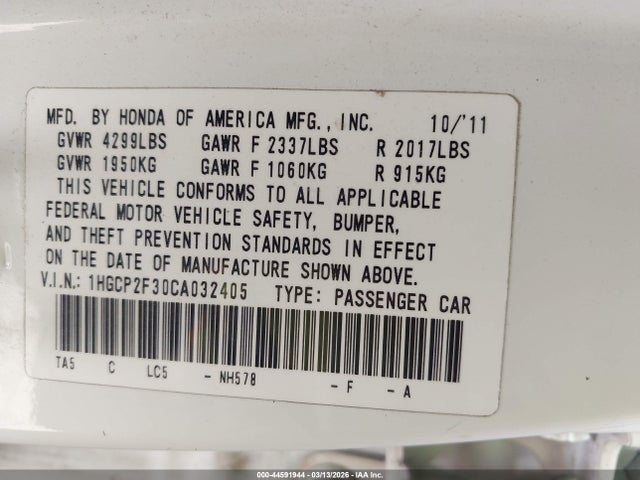 MFD. BY HONDA OF AMERICA MFG., INC. 10/'11
GVWR 4299LBS GAWR F 2337LBS R 2017LBS
GVWR 1950KG GAWR F 1060KG R 915KG
THIS VEHICLE CONFORMS TO ALL APPLICABLE
FEDERAL MOTOR VEHICLE SAFETY, BUMPER,
AND THEFT PREVENTION STANDARDS IN EFFECT
ON THE DATE OF MANUFACTURE SHOWN ABOVE.
V.I.N.: 1HGCP2F30CA032405 TYPE: PASSENGER CAR
TA5 C LC5 - NH578 - F - A
000-44591944 | 03/13/2026 | IAA Inc.